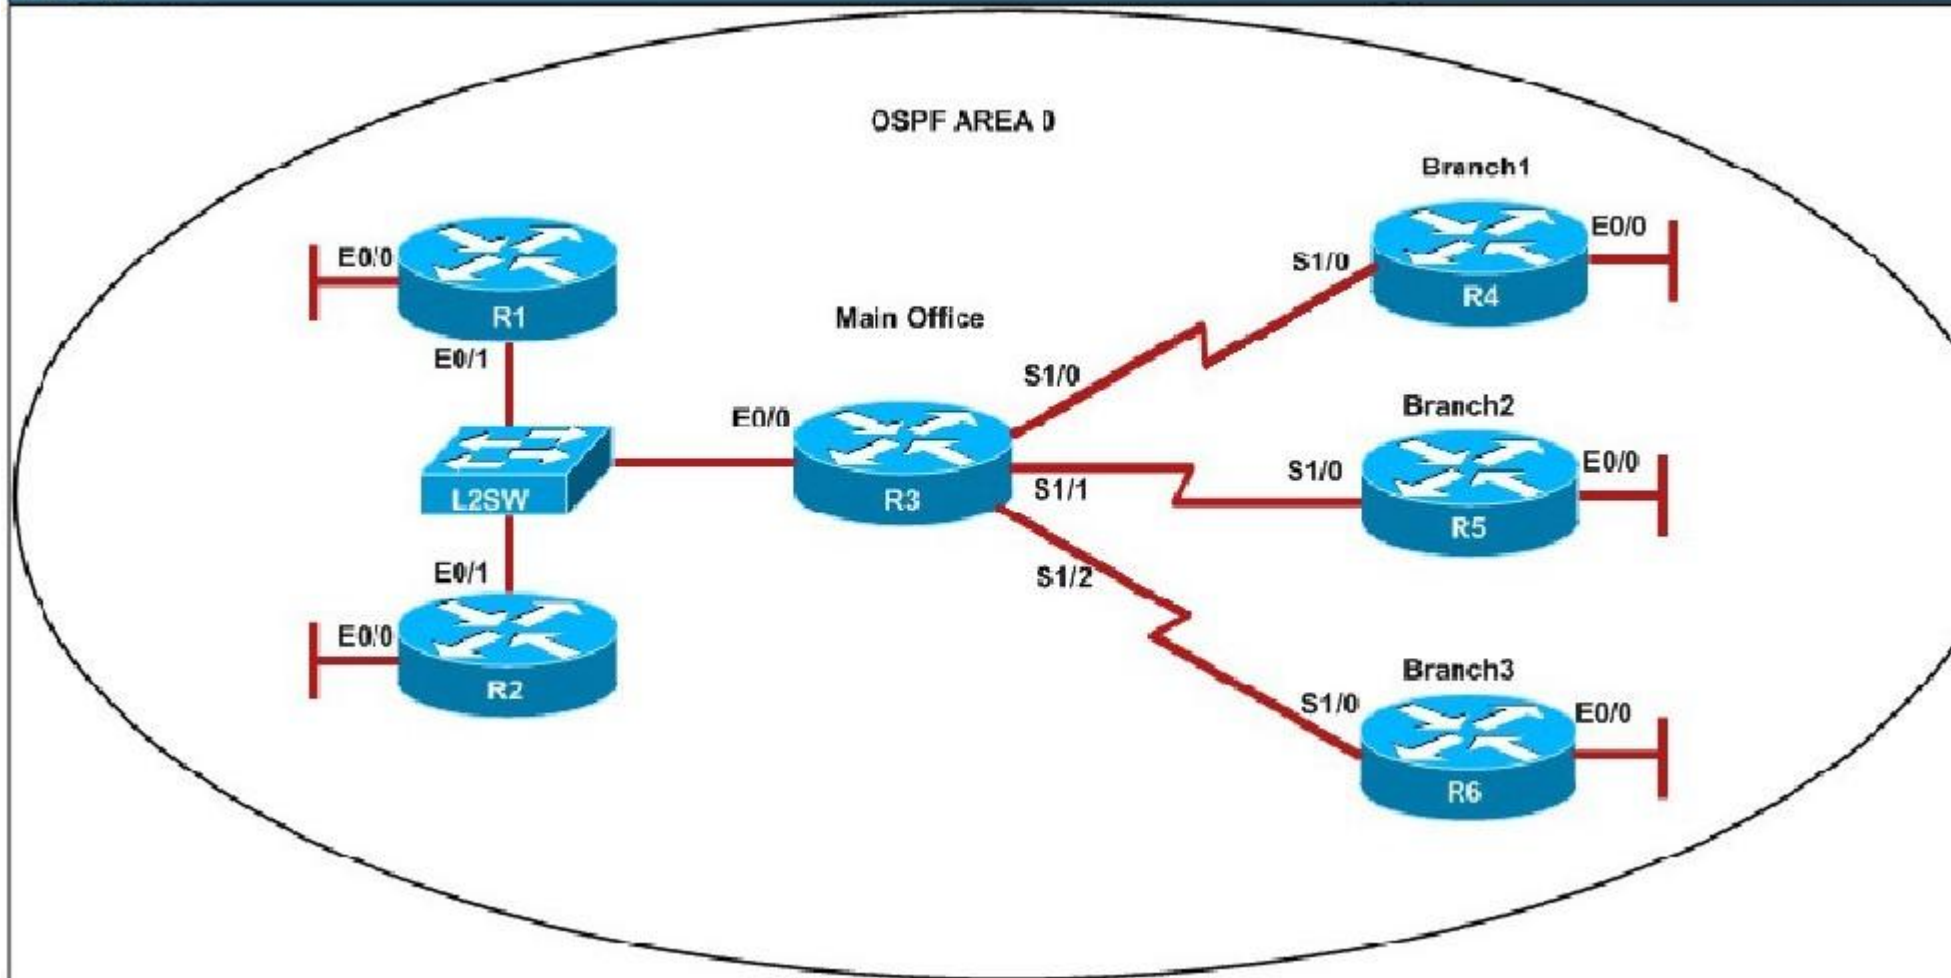 OSPF AREA 0
Branch1
E0/0
R4
S1/0
E0/0
R1
E0/1
Main Office
S1/0
E0/0
R3
S1/1
L2SW
Branch2
S1/0
E0/0
R5
E0/1
E0/0
R2
S1/2
Branch3
S1/0
E0/0
R6